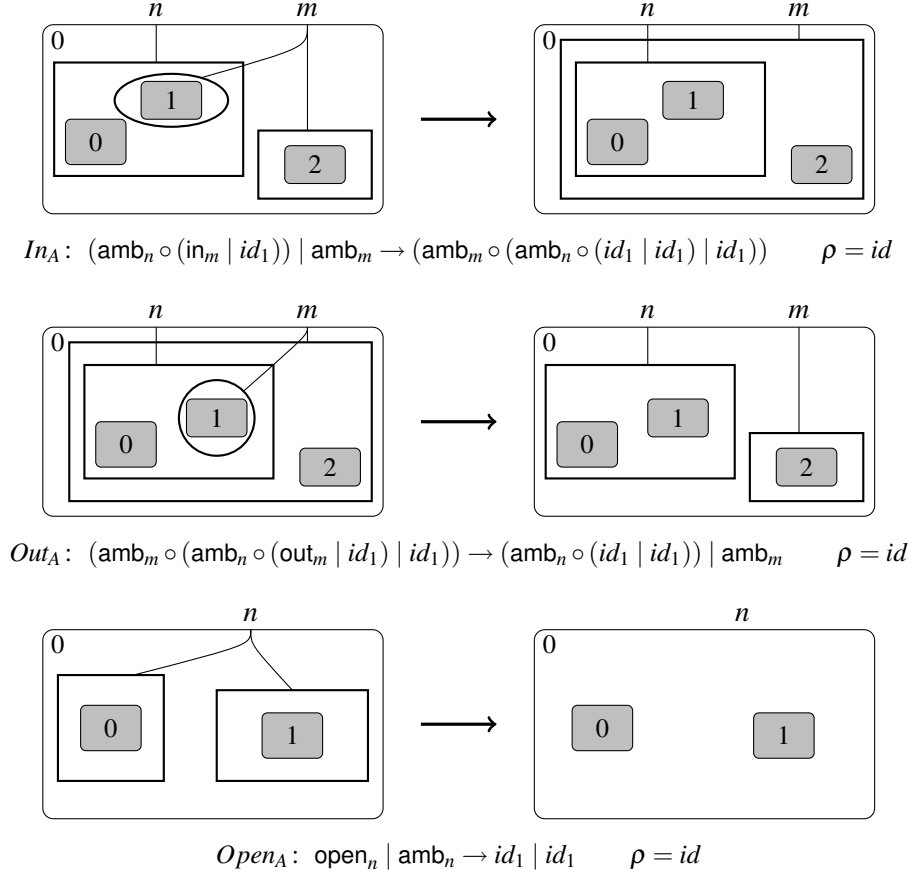 n m n m
0 0
1 1
0 0
2 2
In_A: (amb_n ∘ (in_m | id_1)) | amb_m → (amb_m ∘ (amb_n ∘ (id_1 | id_1) | id_1)) ρ = id
n m n m
0 0
1 1
0 0
2 2
Out_A: (amb_m ∘ (amb_n ∘ (out_m | id_1) | id_1)) → (amb_n ∘ (id_1 | id_1)) | amb_m ρ = id
n n
0 0
0 1 0 1
Open_A: open_n | amb_n → id_1 | id_1 ρ = id